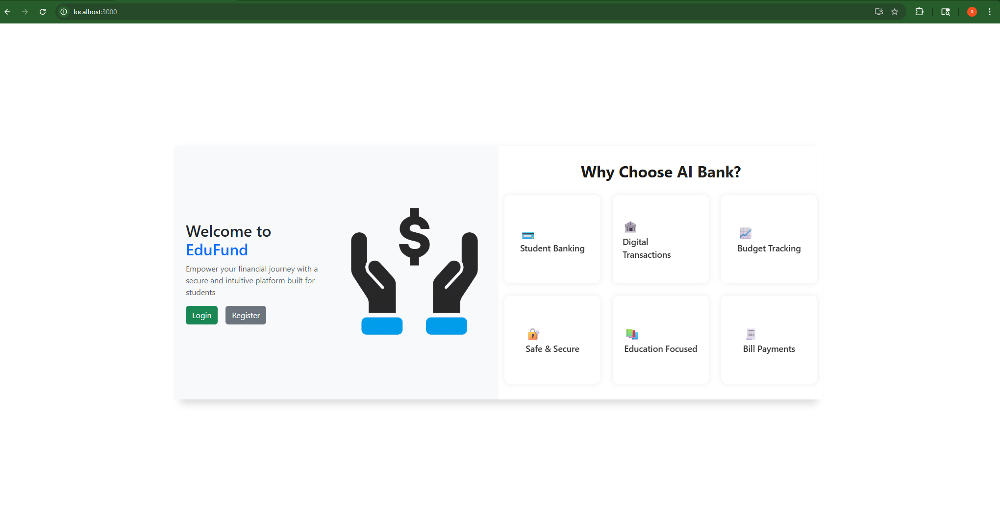 localhost:3000
a
Welcome to
EduFund
Empower your financial journey with a
secure and intuitive platform built for
students
Login
Register
$
Why Choose AI Bank?
Student Banking
Digital
Transactions
Budget Tracking
Safe & Secure
Education Focused
Bill Payments